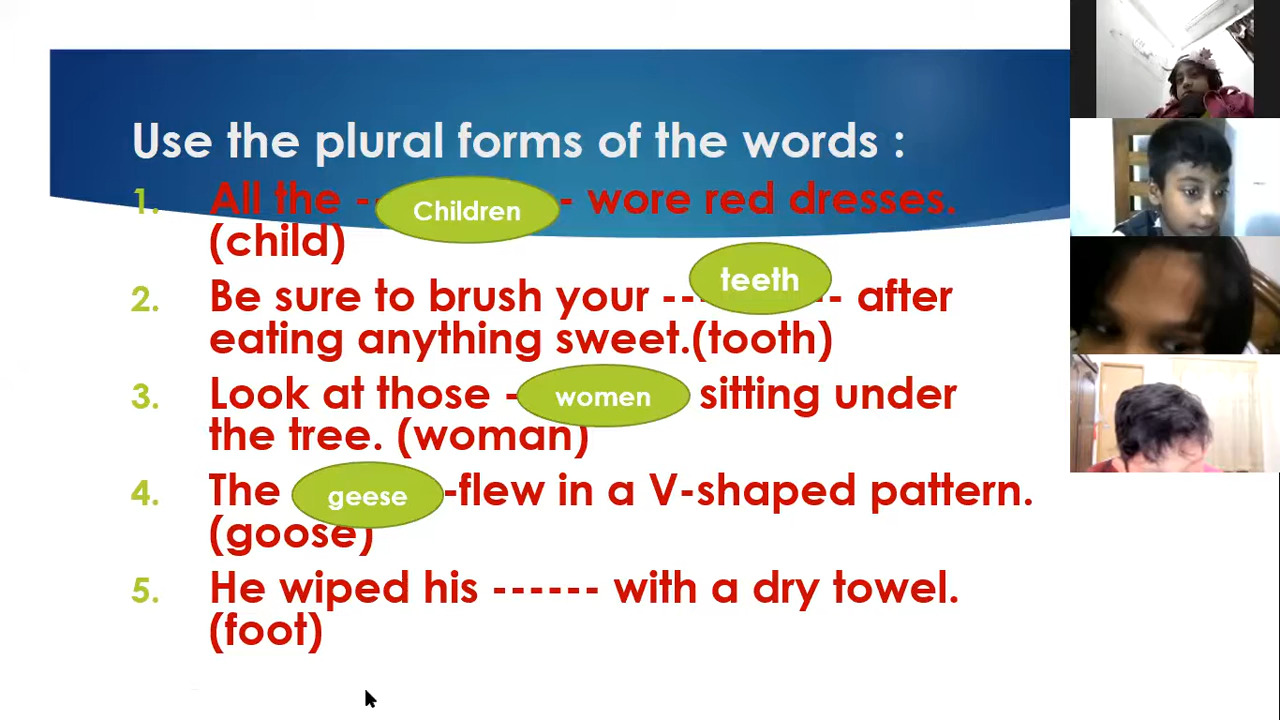 Use the plural forms of the words :
1. All the - Children - wore red dresses.
(child)
2. Be sure to brush your -- teeth - after
eating anything sweet.(tooth)
3. Look at those - women sitting under
the tree. (woman)
4. The geese -flew in a V-shaped pattern.
(goose)
5. He wiped his ------ with a dry towel.
(foot)